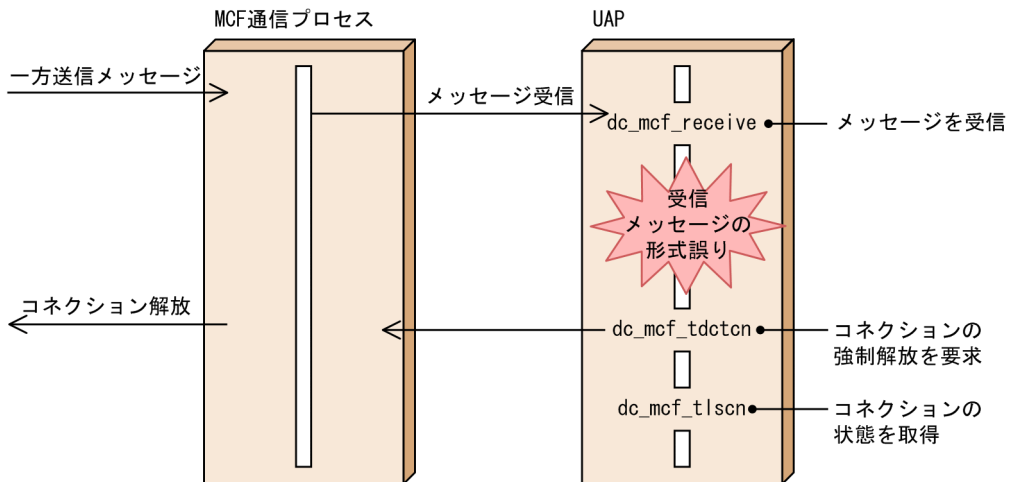 MCF通信プロセス
UAP
一方送信メッセージ
メッセージ受信
dc_mcf_receive
メッセージを受信
受信
メッセージの
形式誤り
コネクション解放
dc_mcf_tdctcn
コネクションの
強制解放を要求
dc_mcf_tlscn
コネクションの
状態を取得